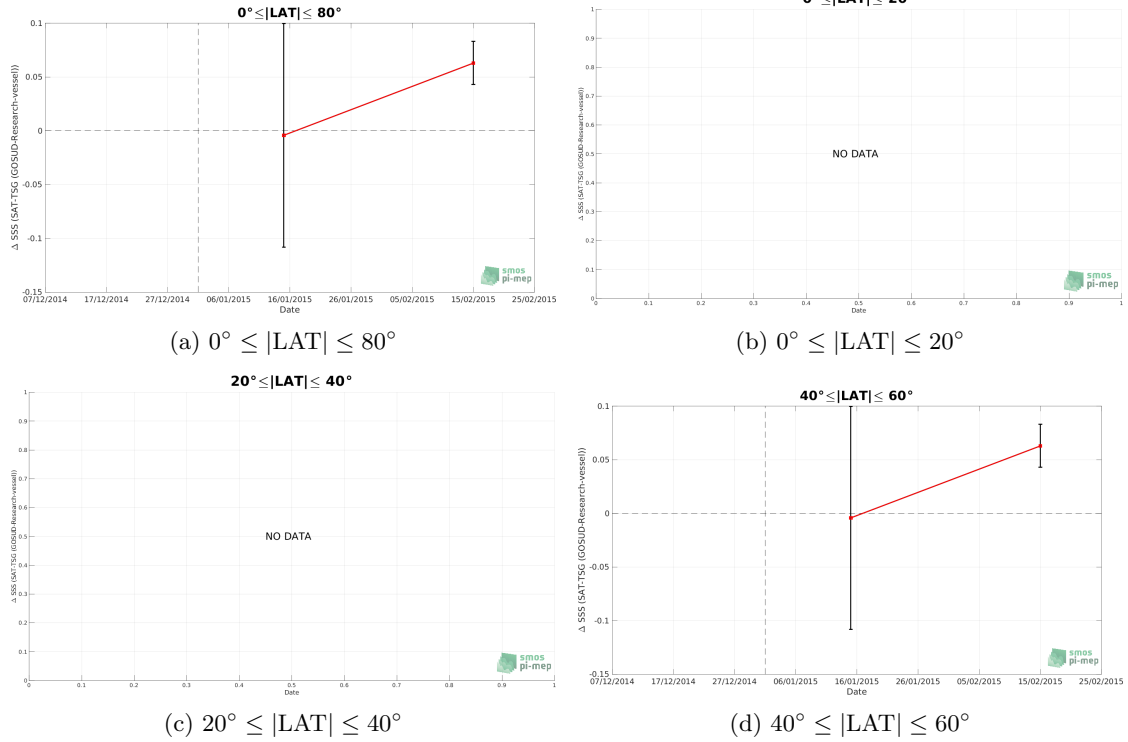 0°≤|LAT|≤ 80°
Δ SSS (SAT-TSG (GOSUD-Research-vessel))
0.1
0.05
0
-0.05
-0.1
-0.15
07/12/2014 17/12/2014 27/12/2014 06/01/2015 16/01/2015 26/01/2015 05/02/2015 15/02/2015 25/02/2015
Date
smos
pi-mep
(a) 0° ≤ |LAT| ≤ 80°
0°≤|LAT|≤ 20°
Δ SSS (SAT-TSG (GOSUD-Research-vessel))
1
0.9
0.8
0.7
0.6
0.5
0.4
0.3
0.2
0.1
0
NO DATA
0 0.1 0.2 0.3 0.4 0.5 0.6 0.7 0.8 0.9 1
Date
smos
pi-mep
(b) 0° ≤ |LAT| ≤ 20°
20°≤|LAT|≤ 40°
Δ SSS (SAT-TSG (GOSUD-Research-vessel))
1
0.9
0.8
0.7
0.6
0.5
0.4
0.3
0.2
0.1
0
NO DATA
0 0.1 0.2 0.3 0.4 0.5 0.6 0.7 0.8 0.9 1
Date
smos
pi-mep
(c) 20° ≤ |LAT| ≤ 40°
40°≤|LAT|≤ 60°
Δ SSS (SAT-TSG (GOSUD-Research-vessel))
0.1
0.05
0
-0.05
-0.1
-0.15
07/12/2014 17/12/2014 27/12/2014 06/01/2015 16/01/2015 26/01/2015 05/02/2015 15/02/2015 25/02/2015
Date
smos
pi-mep
(d) 40° ≤ |LAT| ≤ 60°